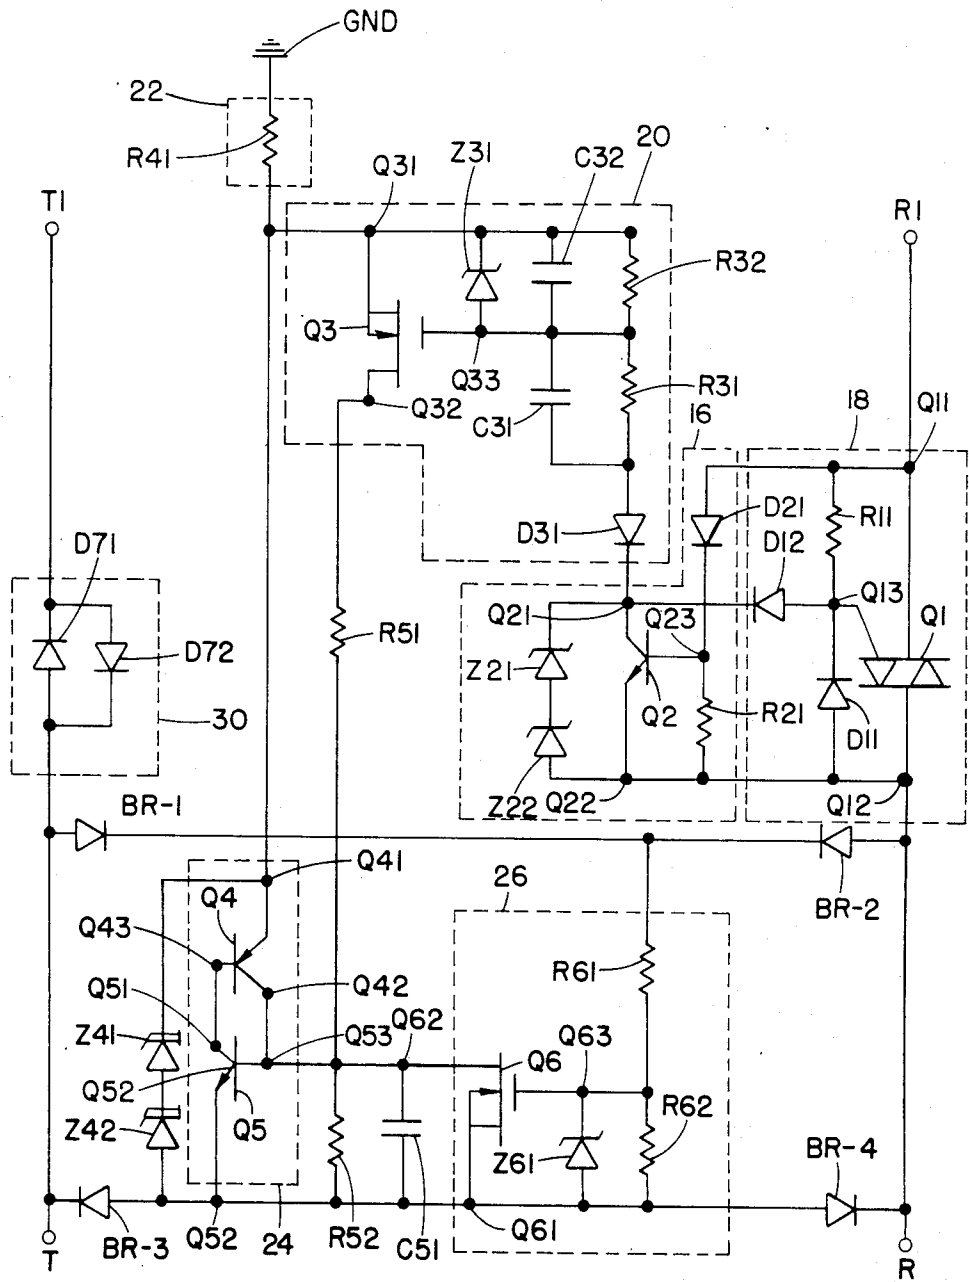 GND
22
R41
20
Z31
C32
Q31
T1
R1
R32
Q3
Q33
R31
Q32
C31
16
18
Q11
D31
D21
R11
D12
D71
Q21
Q23
Q13
Q1
R51
D72
Z21
Q2
R21
D11
30
Z22
Q22
Q12
BR-1
Q41
26
BR-2
Q4
Q43
R61
Q42
Q51
Q53
Q62
Z41
Q6
Q63
Q52
R62
Z42
Q5
Z61
BR-4
BR-3
Q52
24
R52
C51
Q61
T
R